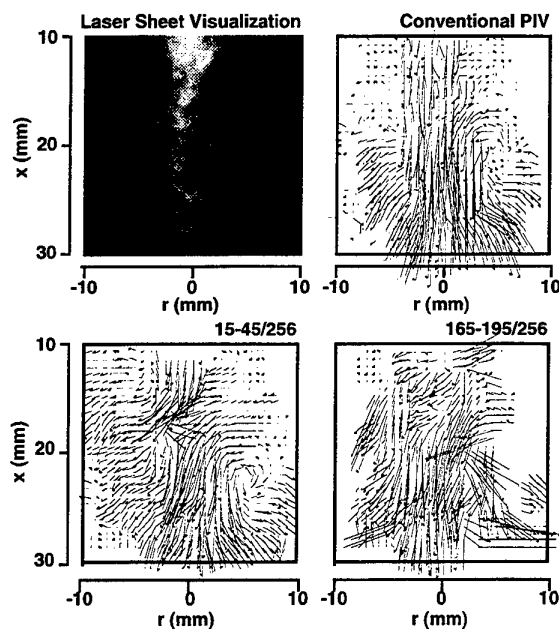 Laser Sheet Visualization
Conventional PIV
10
20
30
x (mm)
-10 0 10
r (mm)
-10 0 10
r (mm)
15-45/256
165-195/256
10
20
30
x (mm)
-10 0 10
r (mm)
-10 0 10
r (mm)